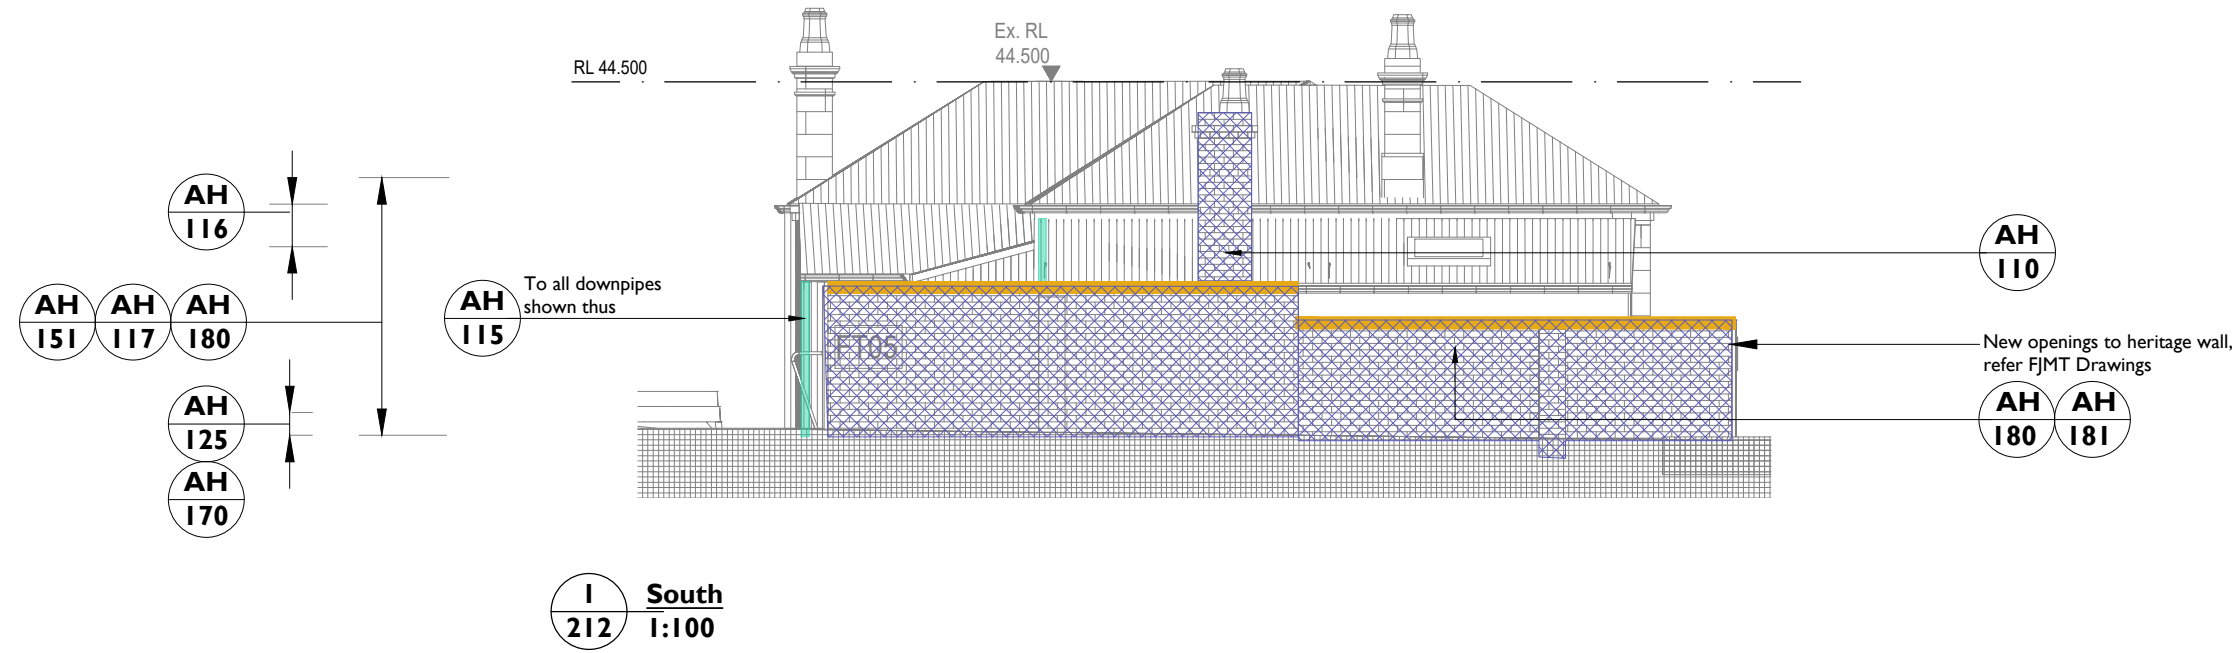 Ex. RL
44.500
RL 44.500
AH
116
AH
151
AH
117
AH
180
AH
115
To all downpipes
shown thus
AH
125
AH
170
FT05
AH
110
New openings to heritage wall,
refer FJMT Drawings
AH
180
AH
181
1
212
South
1:100